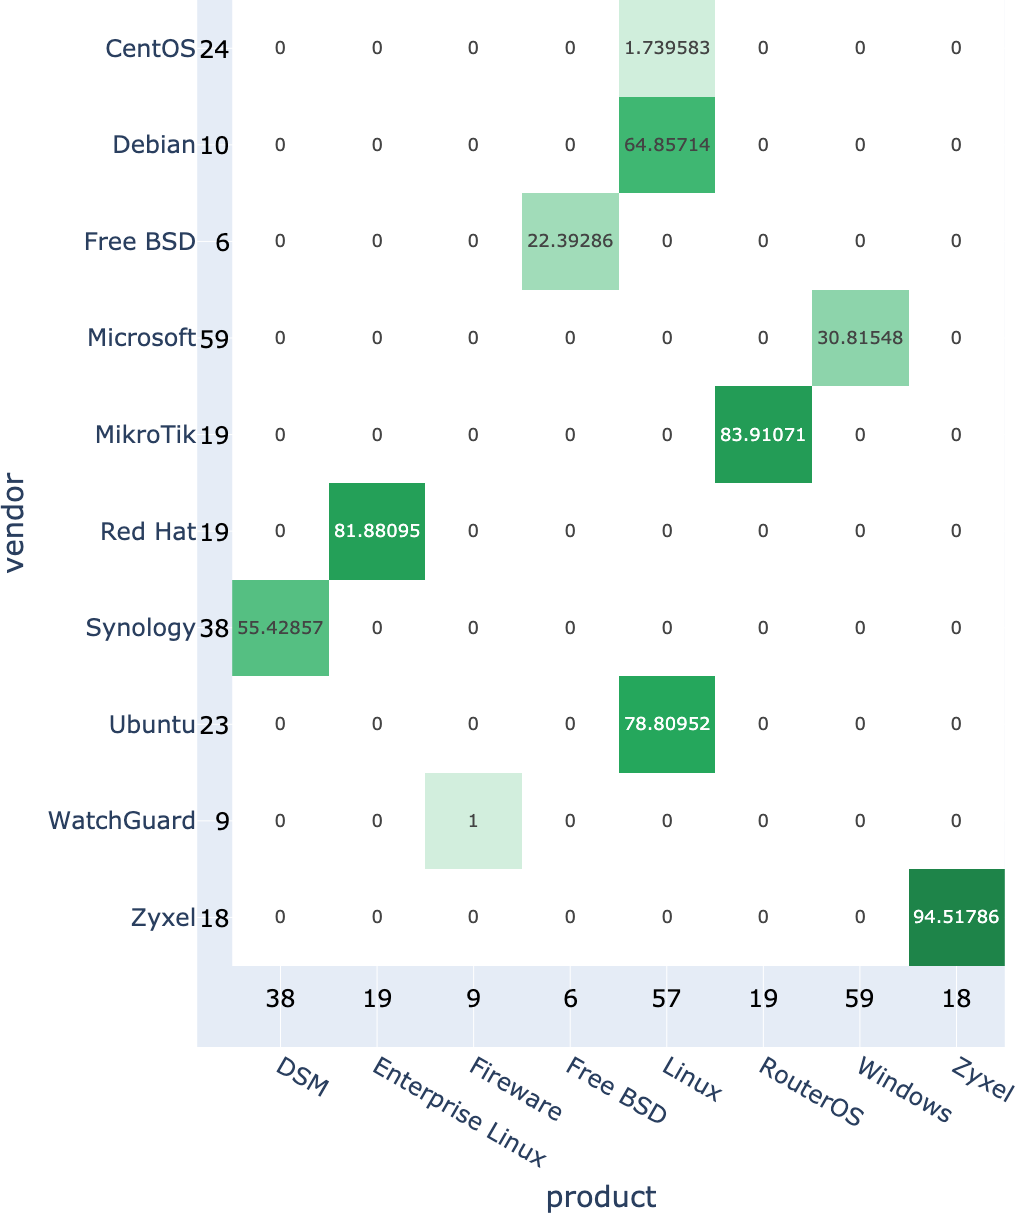 CentOS 24 0 0 0 0 1.739583 0 0 0
Debian 10 0 0 0 0 64.85714 0 0 0
Free BSD 6 0 0 0 22.39286 0 0 0 0
Microsoft 59 0 0 0 0 0 0 30.81548 0
MikroTik 19 0 0 0 0 0 83.91071 0 0
Red Hat 19 0 81.88095 0 0 0 0 0 0
Synology 38 55.42857 0 0 0 0 0 0 0
Ubuntu 23 0 0 0 0 78.80952 0 0 0
WatchGuard 9 0 0 1 0 0 0 0 0
Zyxel 18 0 0 0 0 0 0 0 94.51786
vendor
38 19 9 6 57 19 59 18
DSM Enterprise Linux Fireware Free BSD Linux RouterOS Windows Zyxel
product